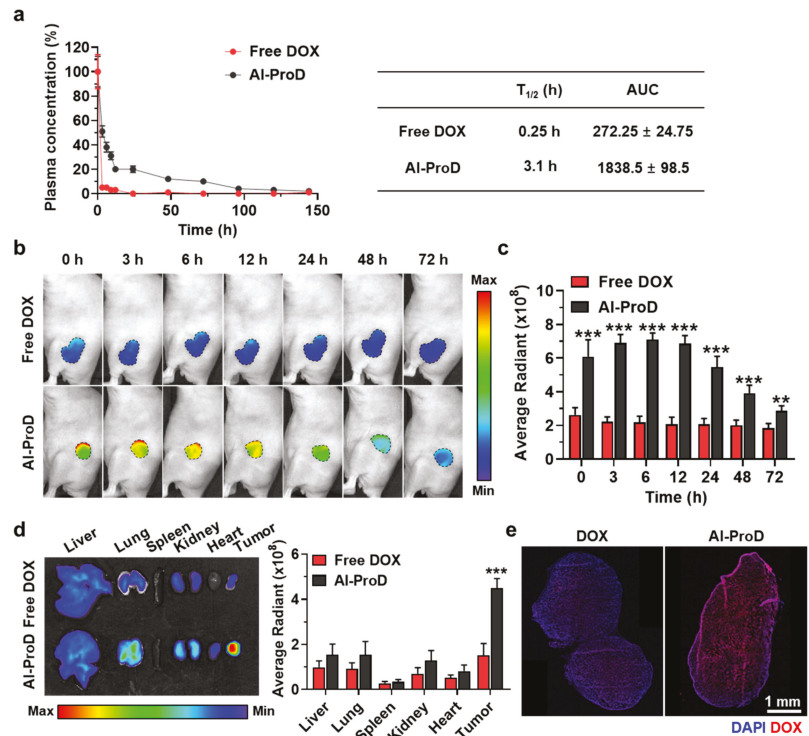 a
Plasma concentration (%)
120
100
80
60
40
20
0
0 50 100 150
Time (h)
Free DOX
Al-ProD
T1/2 (h) AUC
Free DOX 0.25 h 272.25 ± 24.75
Al-ProD 3.1 h 1838.5 ± 98.5
b
0 h 3 h 6 h 12 h 24 h 48 h 72 h
Free DOX
Al-ProD
Max
Min
c
Average Radiant (x10⁸)
Free DOX
Al-ProD
10
8
6
4
2
0
*** *** *** *** *** *** **
0 3 6 12 24 48 72
Time (h)
d
Liver Lung Spleen Kidney Heart Tumor
Free DOX
Al-ProD
Max Min
Average Radiant (x10⁸)
6
4
2
0
Free DOX
Al-ProD
***
Liver Lung Spleen Kidney Heart Tumor
e
DOX Al-ProD
1 mm
DAPI DOX